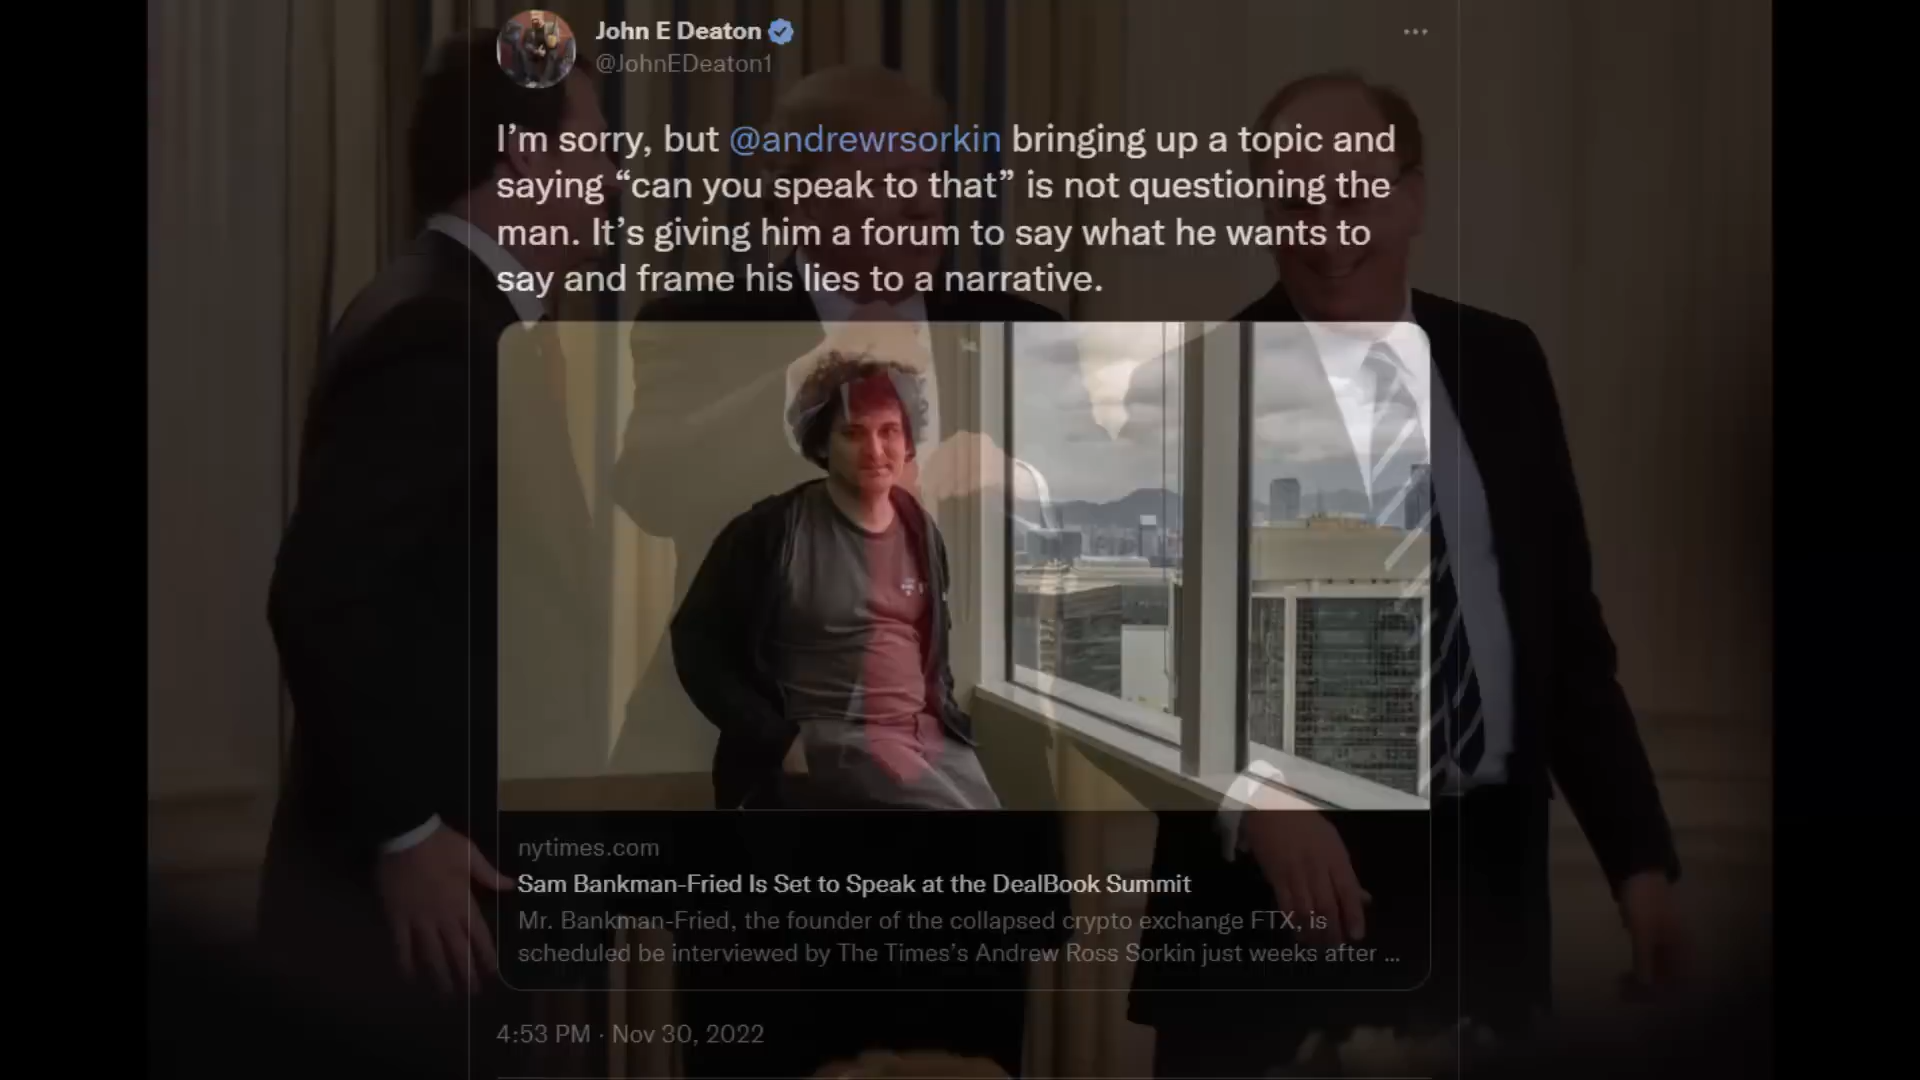 John E Deaton
@JohnEDeaton1
I’m sorry, but @andrewrsorkin bringing up a topic and
saying “can you speak to that” is not questioning the
man. It’s giving him a forum to say what he wants to
say and frame his lies to a narrative.
nytimes.com
Sam Bankman-Fried Is Set to Speak at the DealBook Summit
Mr. Bankman-Fried, the founder of the collapsed crypto exchange FTX, is
scheduled be interviewed by The Times’s Andrew Ross Sorkin just weeks after ...
4:53 PM · Nov 30, 2022